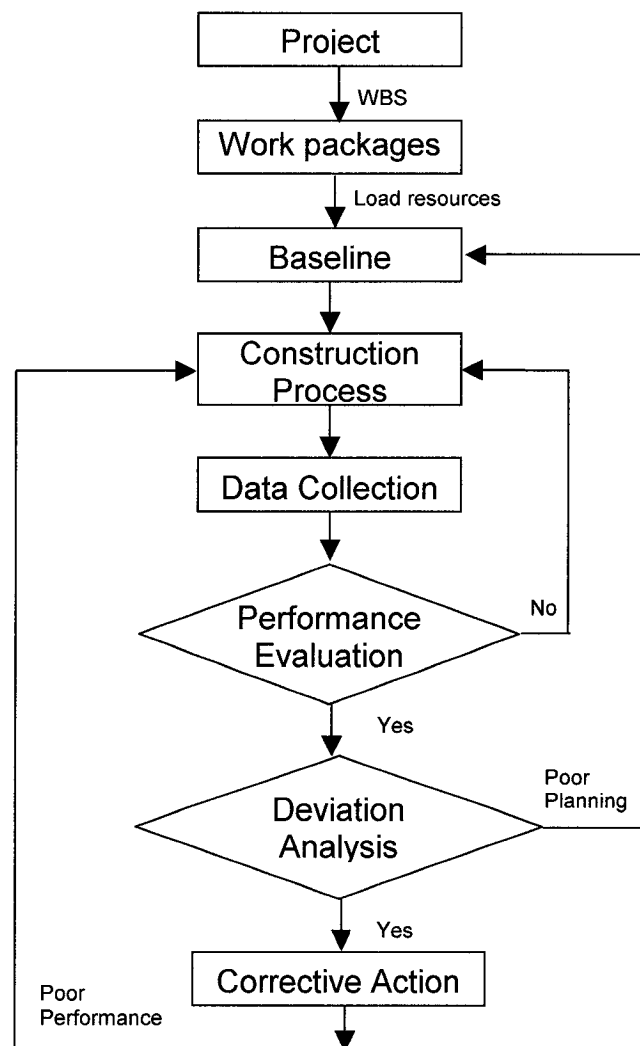 Project
WBS
Work packages
Load resources
Baseline
Construction
Process
Data Collection
Performance
Evaluation
No
Yes
Deviation
Analysis
Poor
Planning
Yes
Corrective Action
Poor
Performance